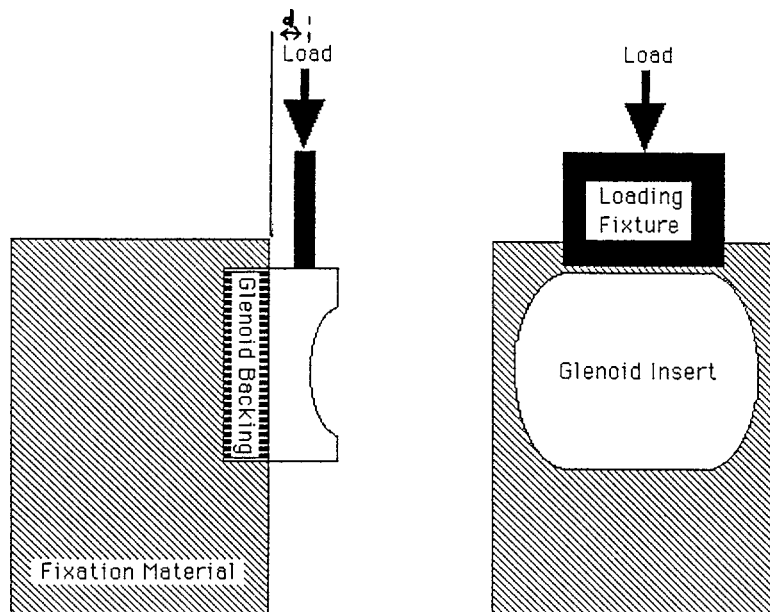 d
Load
Glenoid Backing
Fixation Material
Load
Loading
Fixture
Glenoid Insert